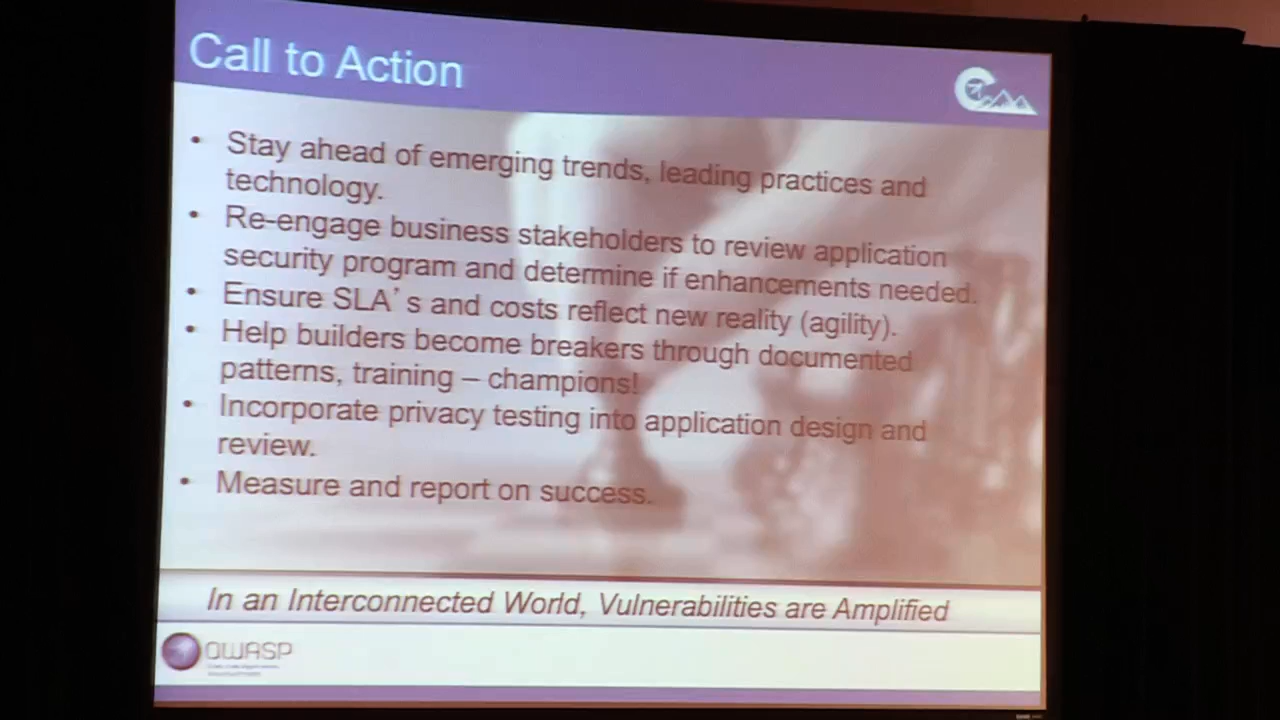 Call to Action
• Stay ahead of emerging trends, leading practices and
technology.
• Re-engage business stakeholders to review application
security program and determine if enhancements needed.
• Ensure SLA's and costs reflect new reality (agility).
• Help builders become breakers through documented
patterns, training – champions!
• Incorporate privacy testing into application design and
review.
• Measure and report on success.
In an Interconnected World, Vulnerabilities are Amplified
OWASP